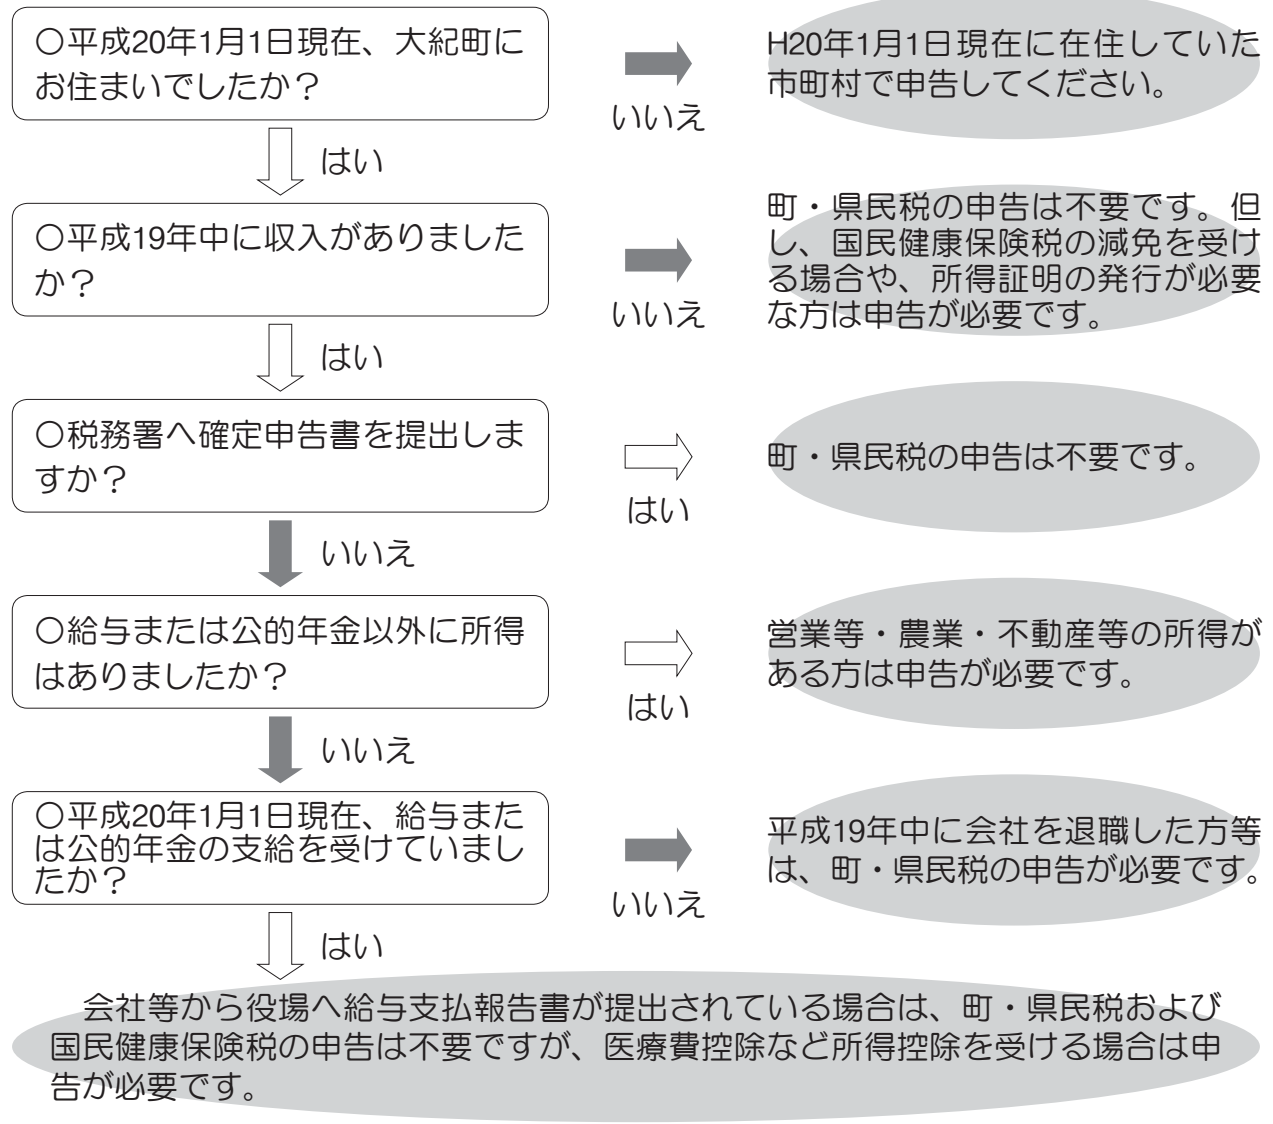 〇平成20年1月1日現在、大紀町に
お住まいでしたか？
いいえ
H20年1月1日現在に在住していた
市町村で申告してください。
はい
〇平成19年中に収入がありました
か？
いいえ
町・県民税の申告は不要です。但
し、国民健康保険税の減免を受け
る場合や、所得証明の発行が必要
な方は申告が必要です。
はい
〇税務署へ確定申告書を提出しま
すか？
はい
町・県民税の申告は不要です。
いいえ
〇給与または公的年金以外に所得
はありましたか？
はい
営業等・農業・不動産等の所得が
ある方は申告が必要です。
いいえ
〇平成20年1月1日現在、給与また
は公的年金の支給を受けていまし
たか？
いいえ
平成19年中に会社を退職した方等
は、町・県民税の申告が必要です。
はい
会社等から役場へ給与支払報告書が提出されている場合は、町・県民税および
国民健康保険税の申告は不要ですが、医療費控除など所得控除を受ける場合は申
告が必要です。